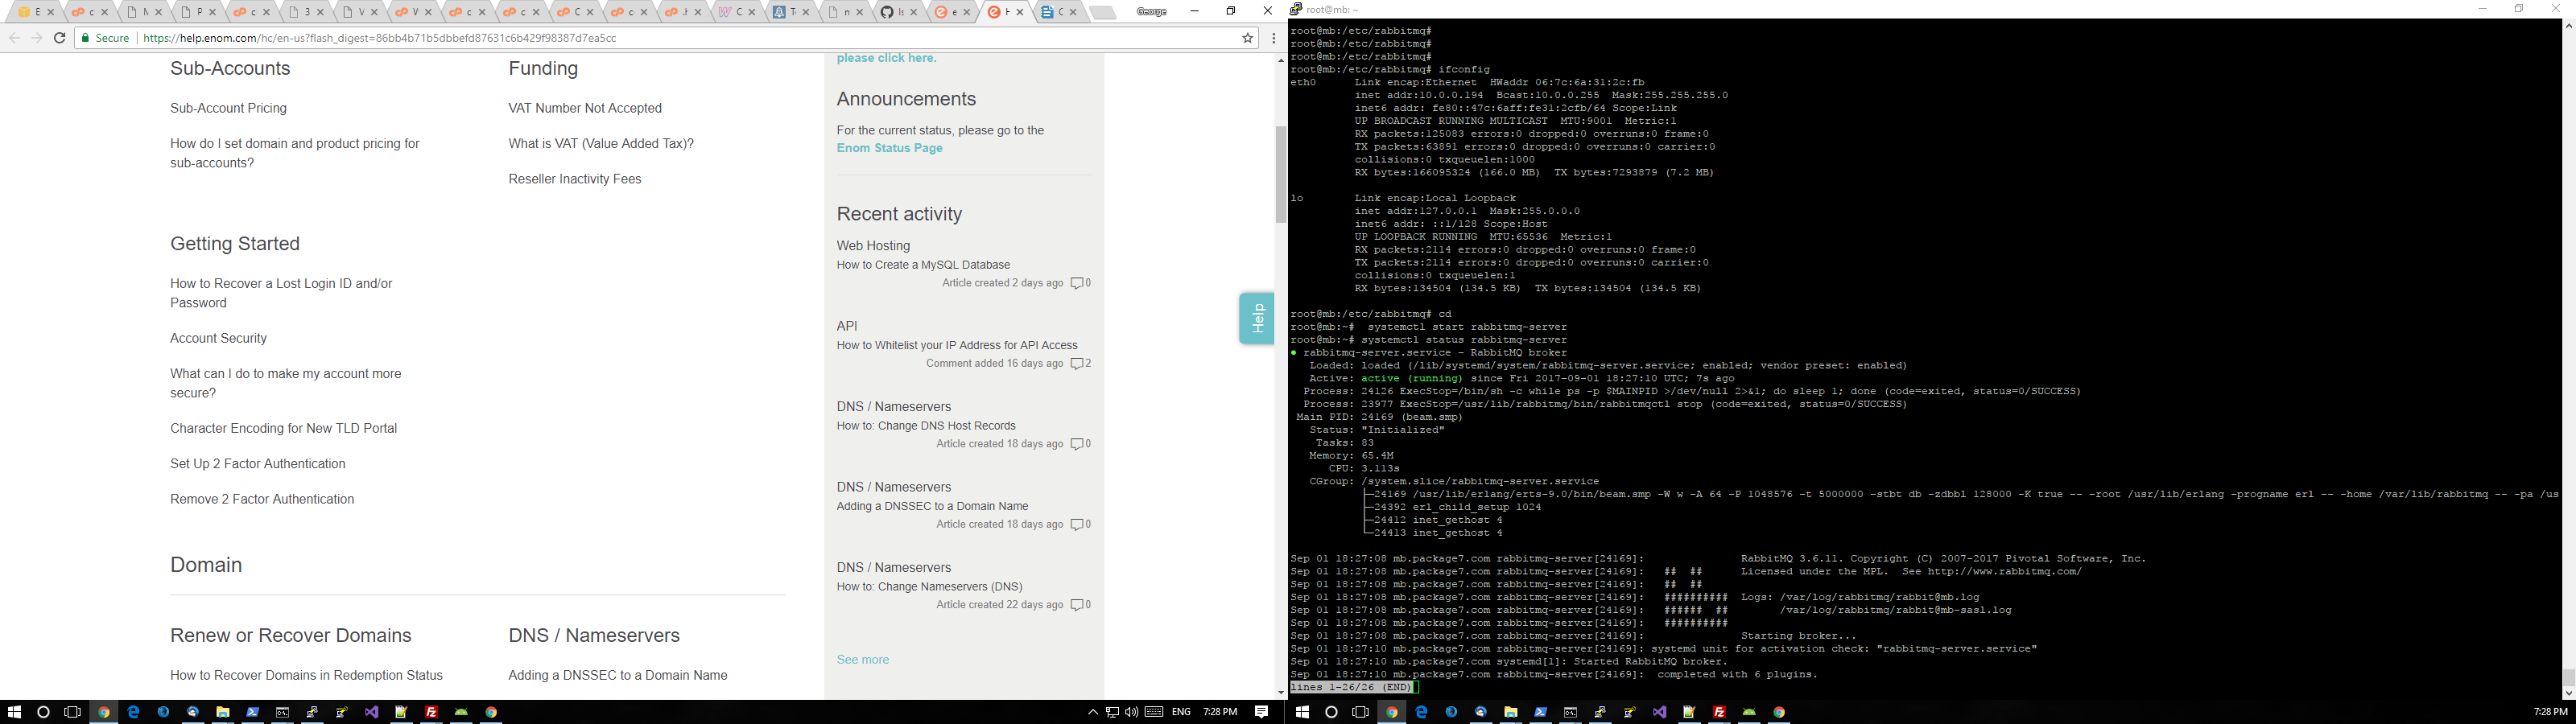 George
root@mb: ~
Secure
https://help.enom.com/hc/en-us?flash_digest=86bb4b71b5dbbefd87631c6b429f98387d7ea5cc
Sub-Accounts
Sub-Account Pricing
How do I set domain and product pricing for
sub-accounts?
Funding
VAT Number Not Accepted
What is VAT (Value Added Tax)?
Reseller Inactivity Fees
Getting Started
How to Recover a Lost Login ID and/or
Password
Account Security
What can I do to make my account more
secure?
Character Encoding for New TLD Portal
Set Up 2 Factor Authentication
Remove 2 Factor Authentication
Domain
Renew or Recover Domains
How to Recover Domains in Redemption Status
DNS / Nameservers
Adding a DNSSEC to a Domain Name
please click here.
Announcements
For the current status, please go to the
Enom Status Page
Recent activity
Web Hosting
How to Create a MySQL Database
Article created 2 days ago 0
API
How to Whitelist your IP Address for API Access
Comment added 16 days ago 2
DNS / Nameservers
How to: Change DNS Host Records
Article created 18 days ago 0
DNS / Nameservers
Adding a DNSSEC to a Domain Name
Article created 18 days ago 0
DNS / Nameservers
How to: Change Nameservers (DNS)
Article created 22 days ago 0
See more
Help
root@mb:/etc/rabbitmq#
root@mb:/etc/rabbitmq#
root@mb:/etc/rabbitmq#
root@mb:/etc/rabbitmq# ifconfig
eth0 Link encap:Ethernet HWaddr 06:7c:6a:31:2c:fb
inet addr:10.0.0.194 Bcast:10.0.0.255 Mask:255.255.255.0
inet6 addr: fe80::47c:6aff:fe31:2cfb/64 Scope:Link
UP BROADCAST RUNNING MULTICAST MTU:9001 Metric:1
RX packets:125083 errors:0 dropped:0 overruns:0 frame:0
TX packets:63891 errors:0 dropped:0 overruns:0 carrier:0
collisions:0 txqueuelen:1000
RX bytes:166095324 (166.0 MB) TX bytes:7293879 (7.2 MB)
lo Link encap:Local Loopback
inet addr:127.0.0.1 Mask:255.0.0.0
inet6 addr: ::1/128 Scope:Host
UP LOOPBACK RUNNING MTU:65536 Metric:1
RX packets:2114 errors:0 dropped:0 overruns:0 frame:0
TX packets:2114 errors:0 dropped:0 overruns:0 carrier:0
collisions:0 txqueuelen:1
RX bytes:134504 (134.5 KB) TX bytes:134504 (134.5 KB)
root@mb:/etc/rabbitmq# cd
root@mb:~# systemctl start rabbitmq-server
root@mb:~# systemctl status rabbitmq-server
● rabbitmq-server.service - RabbitMQ broker
Loaded: loaded (/lib/systemd/system/rabbitmq-server.service; enabled; vendor preset: enabled)
Active: active (running) since Fri 2017-09-01 18:27:10 UTC; 7s ago
Process: 24126 ExecStop=/bin/sh -c while ps -p $MAINPID >/dev/null 2>&1; do sleep 1; done (code=exited, status=0/SUCCESS)
Process: 23977 ExecStop=/usr/lib/rabbitmq/bin/rabbitmqctl stop (code=exited, status=0/SUCCESS)
Main PID: 24169 (beam.smp)
Status: "Initialized"
Tasks: 83
Memory: 65.4M
CPU: 3.113s
CGroup: /system.slice/rabbitmq-server.service
├─24169 /usr/lib/erlang/erts-9.0/bin/beam.smp -W w -A 64 -P 1048576 -t 5000000 -stbt db -zdbbl 128000 -K true -- -root /usr/lib/erlang -progname erl -- -home /var/lib/rabbitmq -- -pa /us
├─24392 erl_child_setup 1024
├─24412 inet_gethost 4
└─24413 inet_gethost 4
Sep 01 18:27:08 mb.package7.com rabbitmq-server[24169]: RabbitMQ 3.6.11. Copyright (C) 2007-2017 Pivotal Software, Inc.
Sep 01 18:27:08 mb.package7.com rabbitmq-server[24169]: ## ## Licensed under the MPL. See http://www.rabbitmq.com/
Sep 01 18:27:08 mb.package7.com rabbitmq-server[24169]: ## ##
Sep 01 18:27:08 mb.package7.com rabbitmq-server[24169]: ########## Logs: /var/log/rabbitmq/rabbit@mb.log
Sep 01 18:27:08 mb.package7.com rabbitmq-server[24169]: ###### ## /var/log/rabbitmq/rabbit@mb-sasl.log
Sep 01 18:27:08 mb.package7.com rabbitmq-server[24169]: ##########
Sep 01 18:27:08 mb.package7.com rabbitmq-server[24169]: Starting broker...
Sep 01 18:27:10 mb.package7.com rabbitmq-server[24169]: systemd unit for activation check: "rabbitmq-server.service"
Sep 01 18:27:10 mb.package7.com systemd[1]: Started RabbitMQ broker.
Sep 01 18:27:10 mb.package7.com rabbitmq-server[24169]: completed with 6 plugins.
lines 1-26/26 (END)
ENG 7:28 PM
7:28 PM